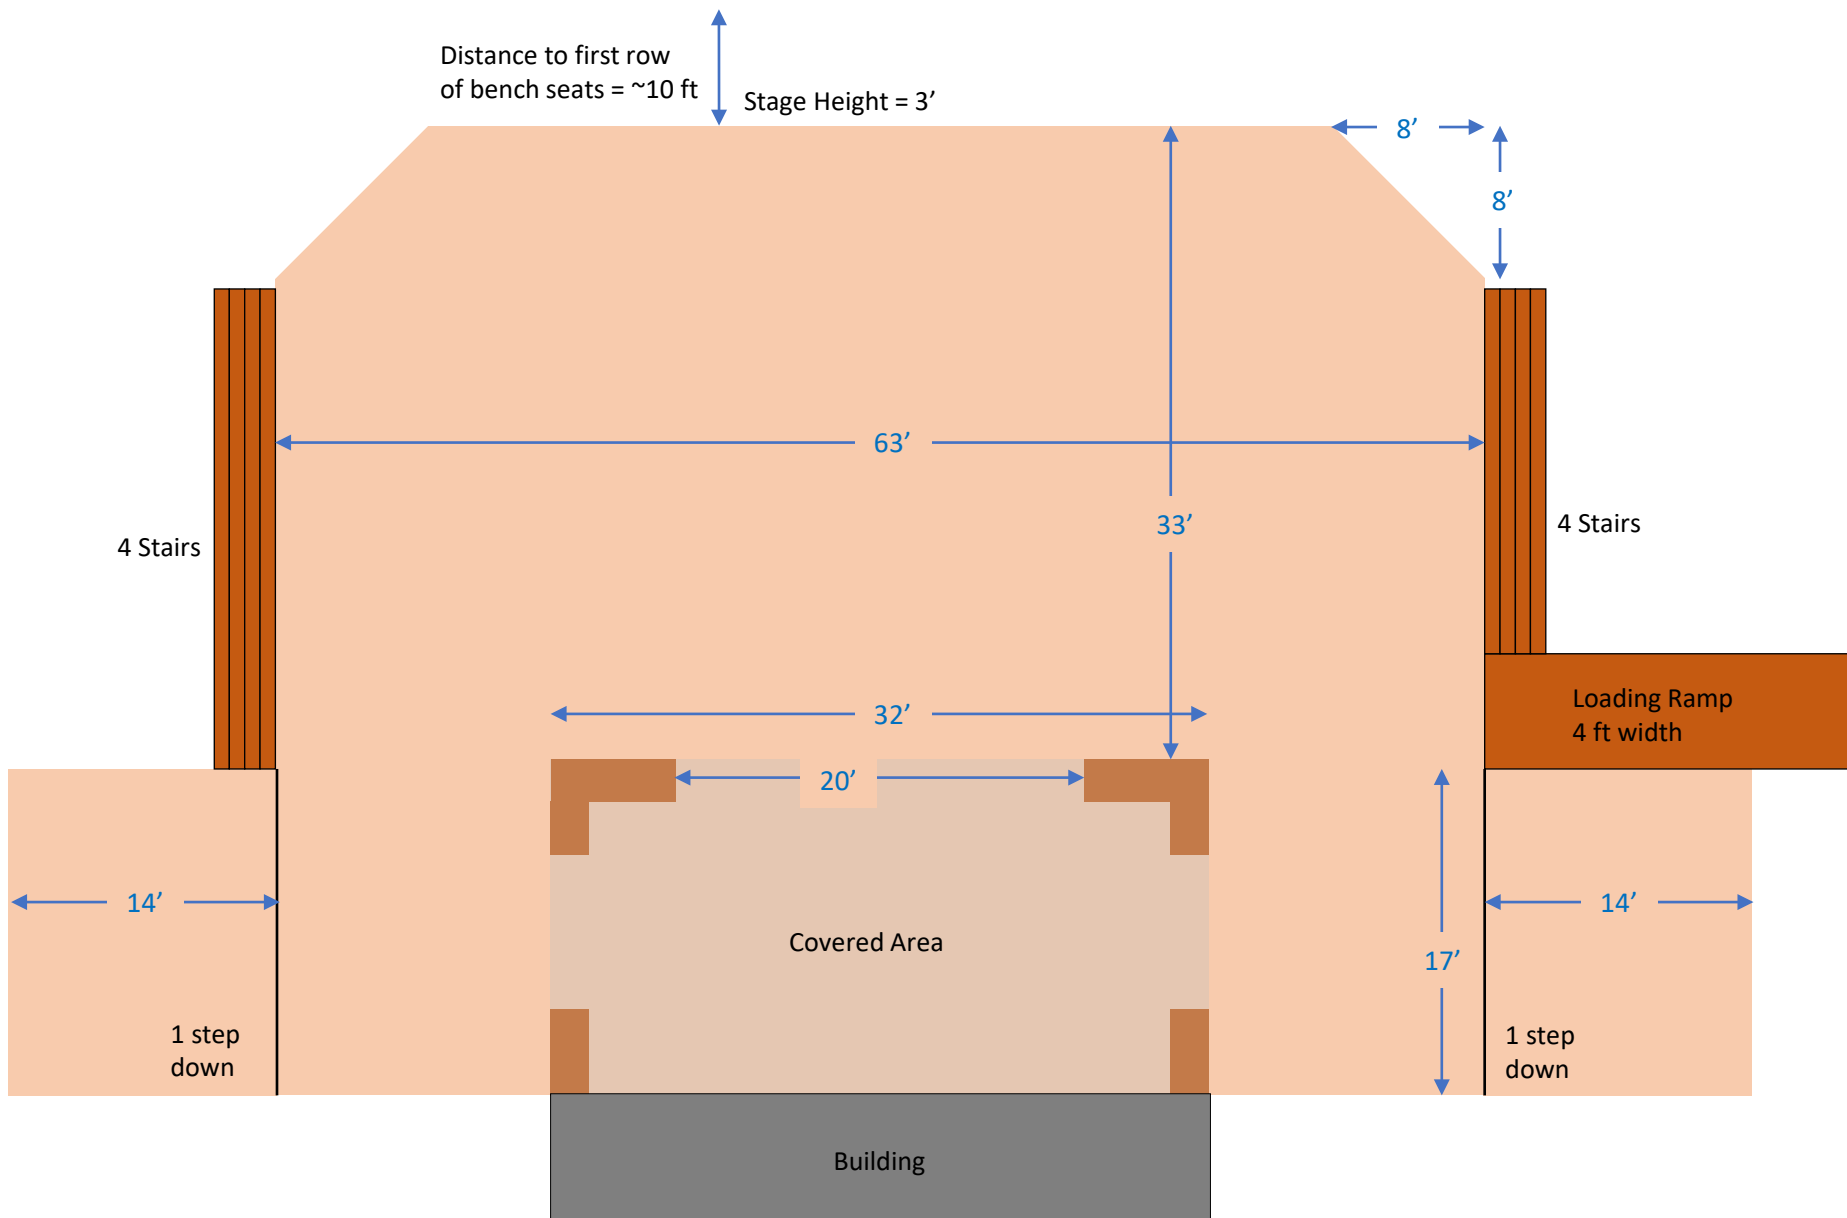 Distance to first row
of bench seats = ~10 ft
Stage Height = 3’
8’
8’
63’
33’
4 Stairs
4 Stairs
Loading Ramp
4 ft width
32’
20’
14’
14’
Covered Area
17’
1 step
down
1 step
down
Building